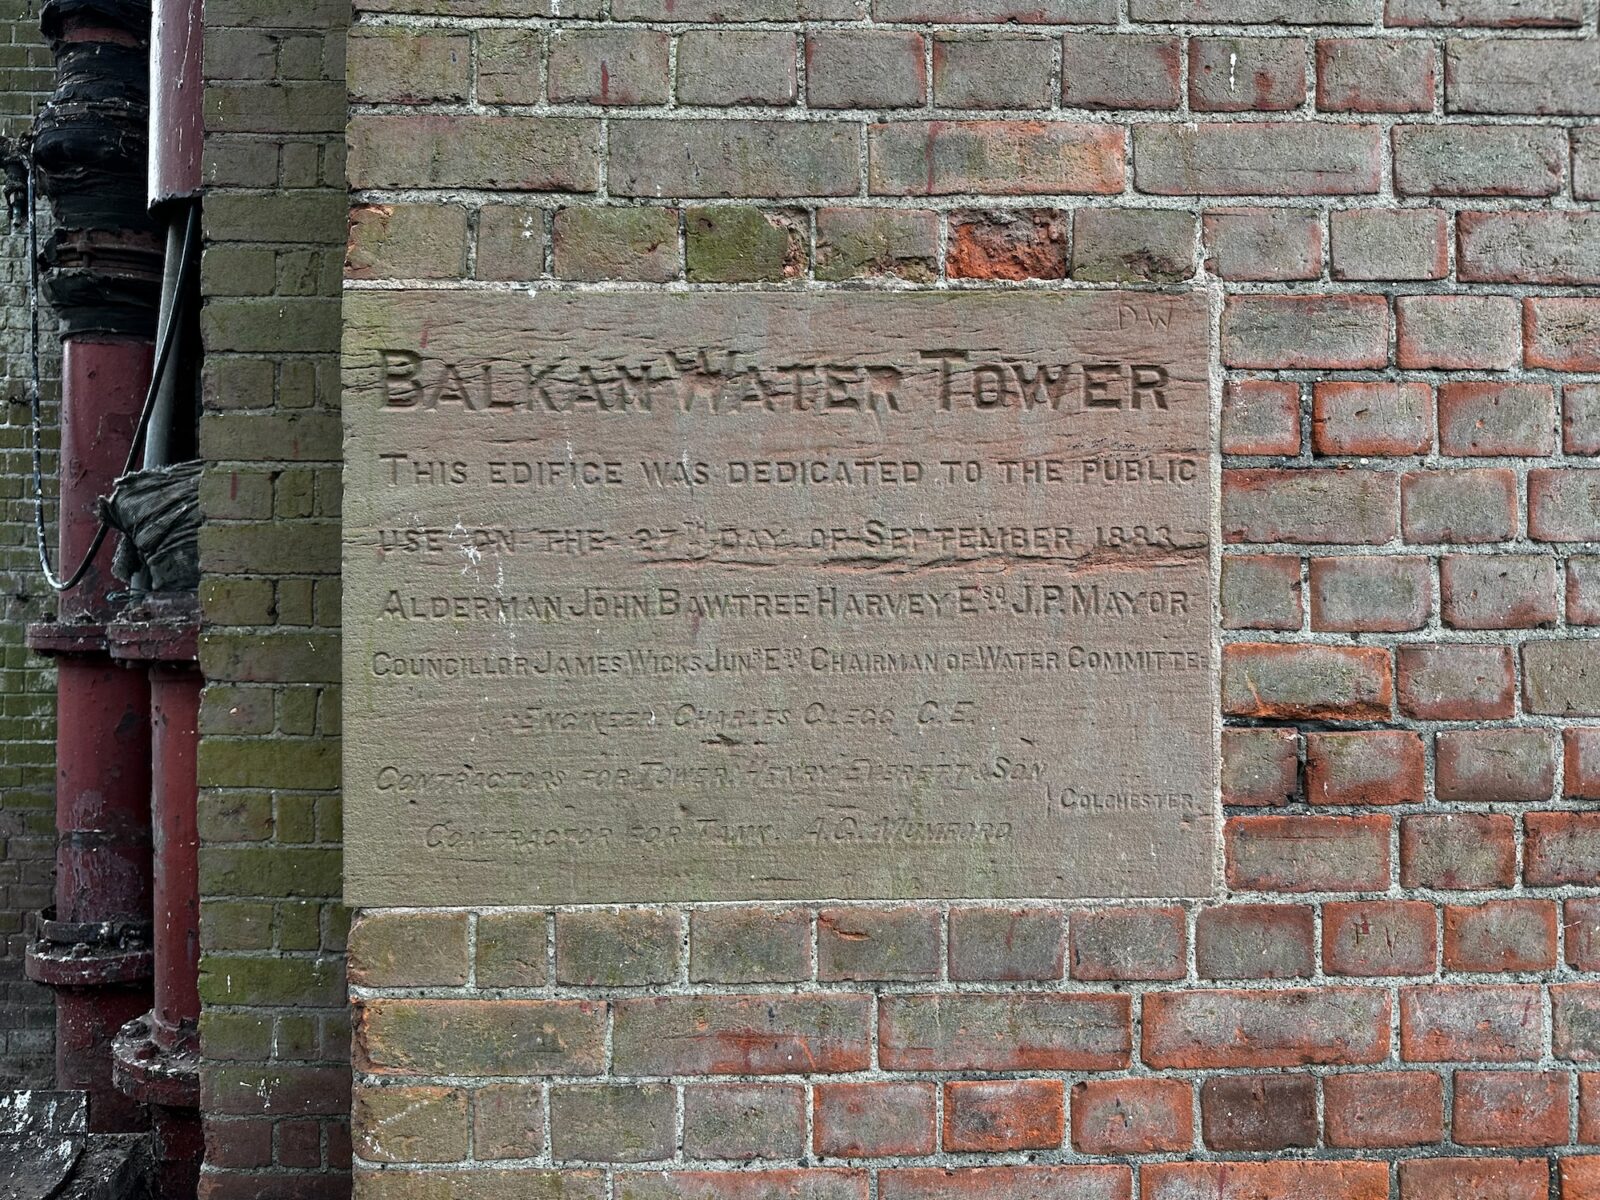 D W
BALKAN WATER TOWER
THIS EDIFICE WAS DEDICATED TO THE PUBLIC
USE ON THE 27TH DAY OF SEPTEMBER 1883
ALDERMAN JOHN BAWTREE HARVEY ESQ J.P. MAYOR
COUNCILLOR JAMES WICKS JUNR ESQ CHAIRMAN OF WATER COMMITTE
ENGINEER. CHARLES CLEGG C.E.
CONTRACTORS FOR TOWER. HENRY EVERETT & SON
COLCHESTER.
CONTRACTOR FOR TANK. A.G. MUMFORD